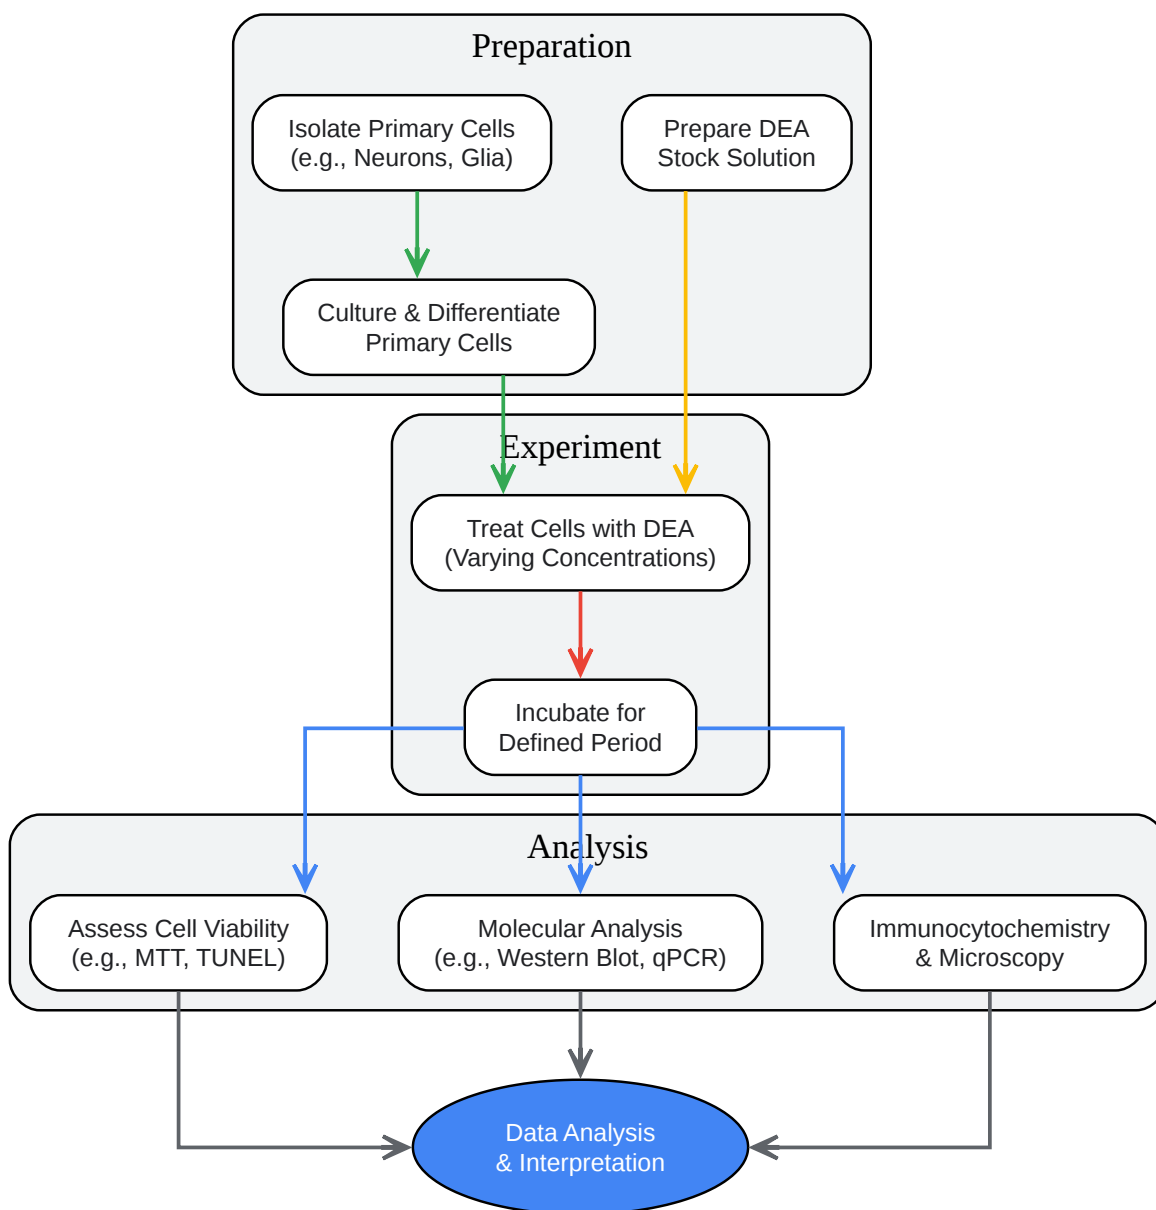 Preparation
Isolate Primary Cells
(e.g., Neurons, Glia)
Prepare DEA
Stock Solution
Culture & Differentiate
Primary Cells
Experiment
Treat Cells with DEA
(Varying Concentrations)
Incubate for
Defined Period
Analysis
Assess Cell Viability
(e.g., MTT, TUNEL)
Molecular Analysis
(e.g., Western Blot, qPCR)
Immunocytochemistry
& Microscopy
Data Analysis
& Interpretation